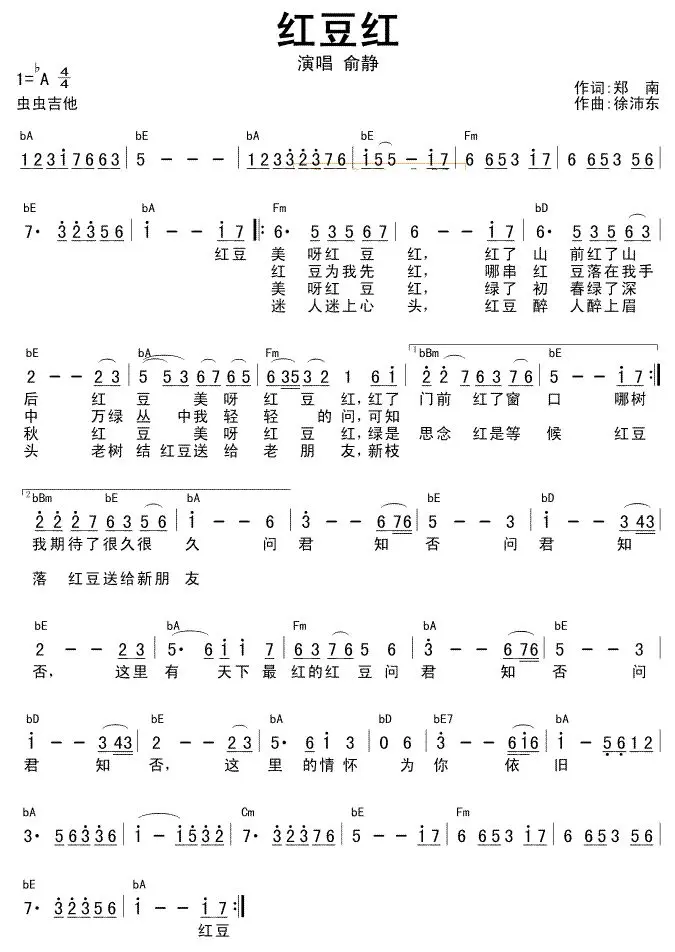 红豆红
演唱 俞静
1=♭A 4/4
作词:郑 南
虫虫吉他
作曲:徐沛东
bA bE bA bE Fm
1 2 3 i 7 6 6 3 | 5 - - - | 1 2 3 3 2 3 7 6 | i 5 5 - i 7 | 6 6 5 3 i 7 | 6 6 5 3 5 6 |
bE bA Fm bD
7· 3 2 3 5 6 | i - - i 7 |: 6· 5 3 5 6 7 | 6 - - i 7 | 6· 5 3 5 6 3 |
红豆 美 呀红 豆 红, 红了 山 前红了山
红 豆为我先 红, 哪串 红 豆落在我手
美 呀红 豆 红, 绿了 初 春绿了深
迷 人迷上心 头, 红豆 醉 人醉上眉
bE bA Fm 1 bBm bE
2 - - 2 3 | 5 5 3 6 7 6 5 | 6 3 5 3 2 1 6 i | 2 2 7 6 3 7 6 | 5 - - i 7 :|
后 红 豆 美 呀 红 豆 红,红了 门前 红了窗 口 哪树
中 万绿 丛 中我 轻 轻 的 问,可知
秋 红 豆 美 呀 红 豆 红,绿是 思念 红是等 候 红豆
头 老树 结 红豆送 给 老 朋 友,新枝
2 bBm bE bA bE bD
2 2 2 7 6 3 5 6 | i - - 6 | 3 - - 6 7 6 | 5 - - 3 | i - - 3 4 3 |
我期待了很久很 久 问 君 知 否 问 君 知
落 红豆送给新朋 友
bE bA Fm bA bE
2 - - 2 3 | 5· 6 i i 7 | 6 3 7 6 5 6 | 3 - - 6 7 6 | 5 - - 3 |
否, 这里 有 天下 最 红的红 豆 问 君 知 否 问
bD bE bA bD bE7 bA
i - - 3 4 3 | 2 - - 2 3 | 5· 6 i 3 | 0 6 | 3 - - 6 i 6 | i - 5 6 1 2 |
君 知 否, 这 里 的情 怀 为 你 依 旧
bA Cm bE Fm
3· 5 6 3 3 6 | i - i 5 3 2 | 7· 3 2 3 7 6 | 5 - - i 7 | 6 6 5 3 i 7 | 6 6 5 3 5 6 |
bE bA
7· 3 2 3 5 6 | i - - i 7 :|
红豆